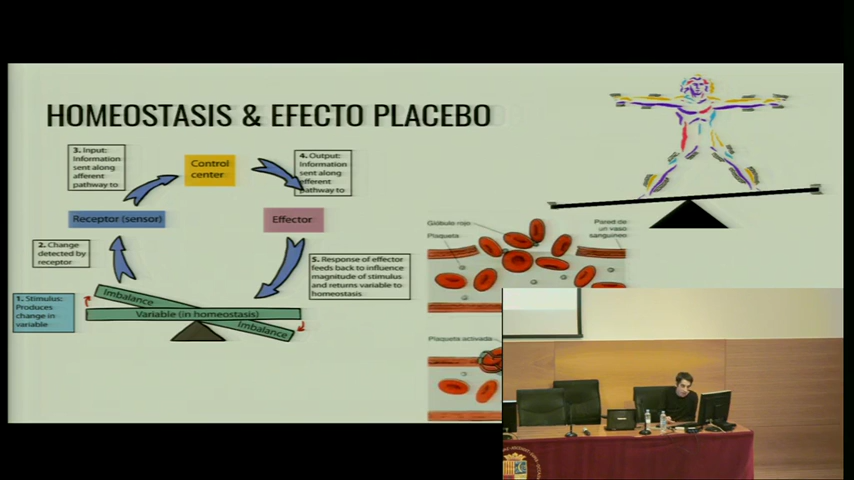 HOMEOSTASIS & EFECTO PLACEBO
3. Input:
Information
sent along
afferent
pathway to
Control
center
4. Output:
Information
sent along
efferent
pathway to
Receptor (sensor)
Effector
2. Change
detected by
receptor
5. Response of effector
feeds back to influence
magnitude of stimulus
and returns variable to
homeostasis
1. Stimulus:
Produces
change in
variable
Imbalance
Variable (in homeostasis)
Imbalance
Glóbule rojo
Plaqueta
Pared de
un vaso
sanguíneo
Plaqueta activada